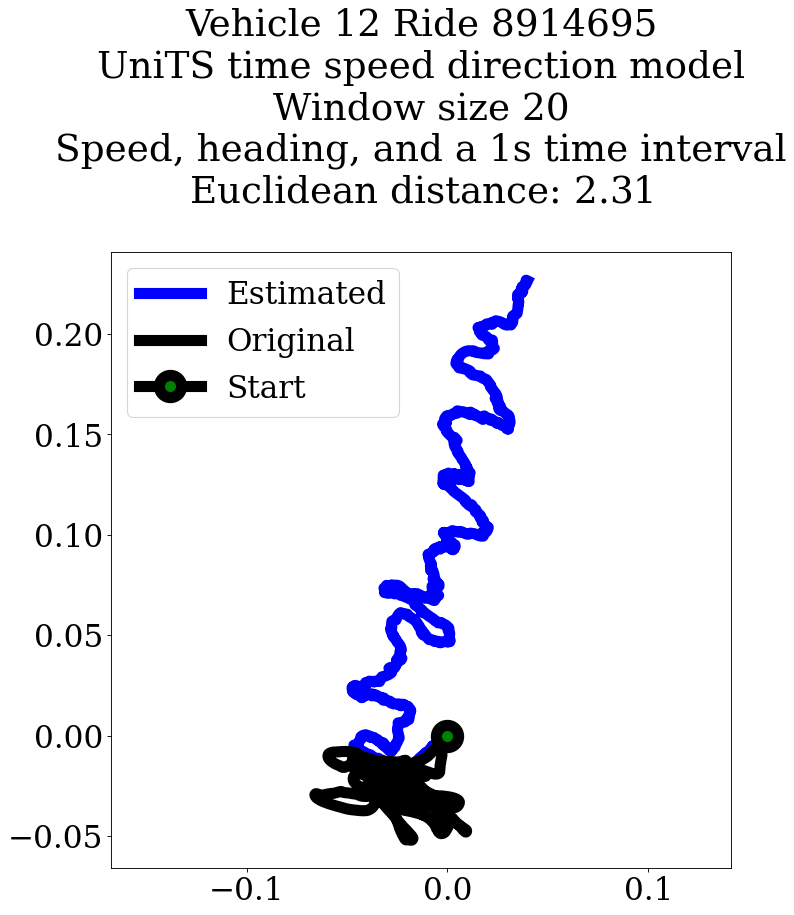 Vehicle 12 Ride 8914695
UniTS time speed direction model
Window size 20
Speed, heading, and a 1s time interval
Euclidean distance: 2.31
Estimated
Original
Start
0.20
0.15
0.10
0.05
0.00
−0.05
−0.1
0.0
0.1